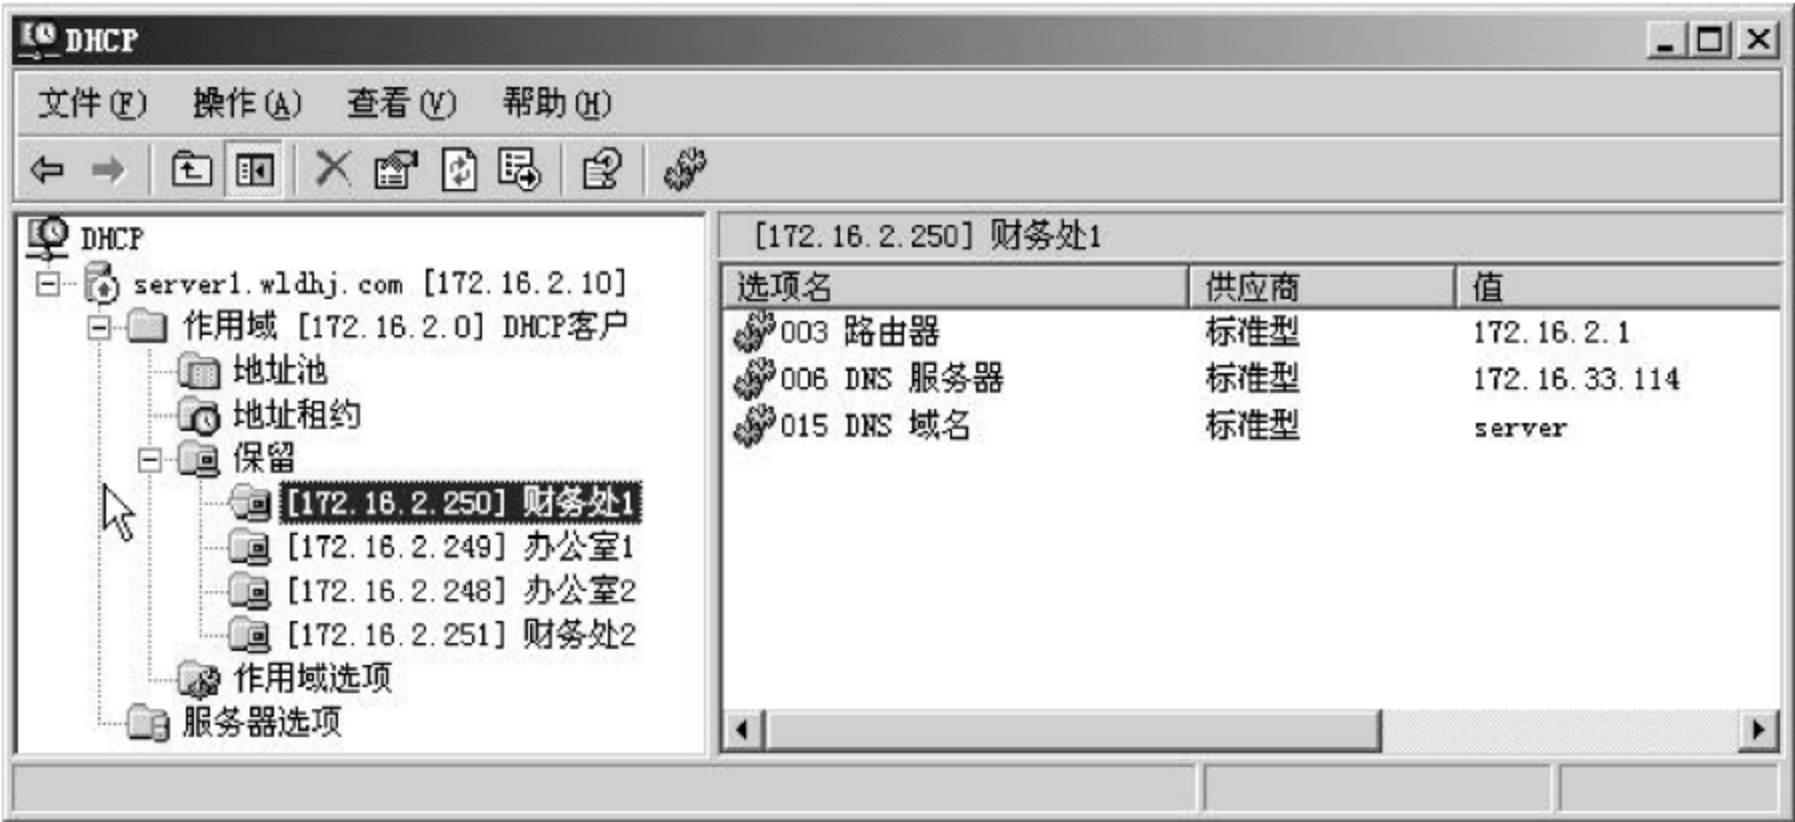 DHCP
文件(F) 操作(A) 查看(V) 帮助(H)
DHCP
server1.wldhj.com [172.16.2.10]
作用域 [172.16.2.0] DHCP客户
地址池
地址租约
保留
[172.16.2.250] 财务处1
[172.16.2.249] 办公室1
[172.16.2.248] 办公室2
[172.16.2.251] 财务处2
作用域选项
服务器选项
[172.16.2.250] 财务处1
选项名 供应商 值
003 路由器 标准型 172.16.2.1
006 DNS 服务器 标准型 172.16.33.114
015 DNS 域名 标准型 server